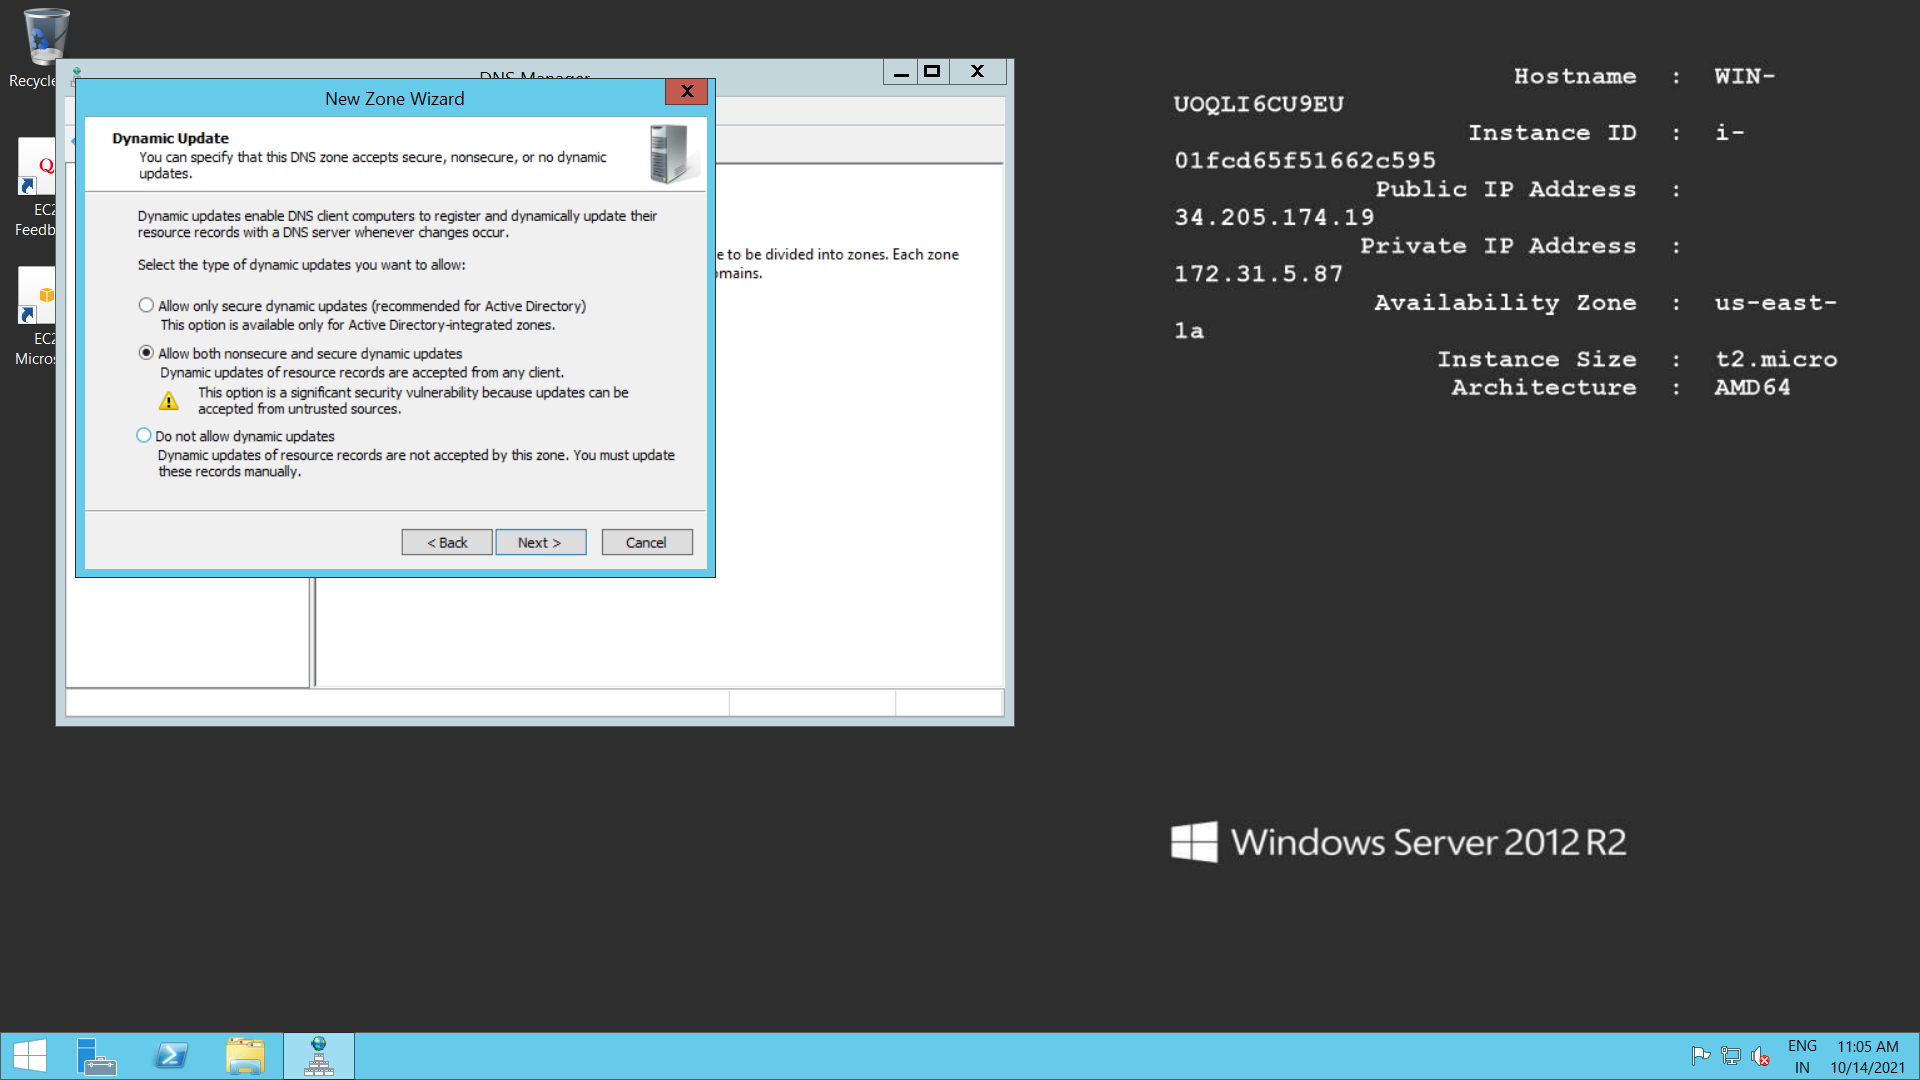 Recycle
DNS Manager
New Zone Wizard
Dynamic Update
You can specify that this DNS zone accepts secure, nonsecure, or no dynamic
updates.
Dynamic updates enable DNS client computers to register and dynamically update their
resource records with a DNS server whenever changes occur.
Select the type of dynamic updates you want to allow:
Allow only secure dynamic updates (recommended for Active Directory)
This option is available only for Active Directory-integrated zones.
Allow both nonsecure and secure dynamic updates
Dynamic updates of resource records are accepted from any client.
This option is a significant security vulnerability because updates can be
accepted from untrusted sources.
Do not allow dynamic updates
Dynamic updates of resource records are not accepted by this zone. You must update
these records manually.
< Back
Next >
Cancel
e to be divided into zones. Each zone
omains.
EC2
Feedb
EC2
Micros
Hostname : WIN-
UOQLI6CU9EU
Instance ID : i-
01fcd65f51662c595
Public IP Address :
34.205.174.19
Private IP Address :
172.31.5.87
Availability Zone : us-east-
1a
Instance Size : t2.micro
Architecture : AMD64
Windows Server 2012 R2
ENG
IN
11:05 AM
10/14/2021